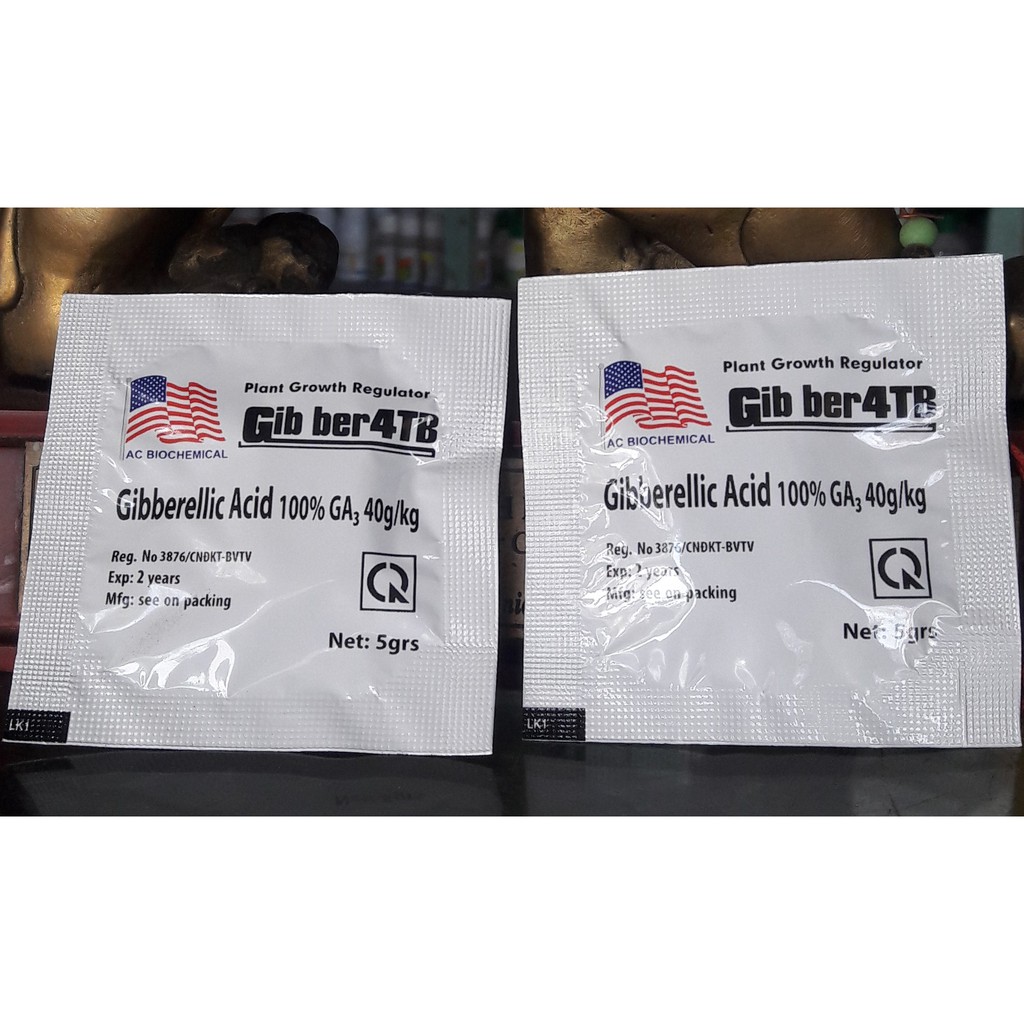 Plant Growth Regulator
Gib ber4TB
AC BIOCHEMICAL
Gibberellic Acid 100% GA₃ 40g/kg
Reg. No 3876/CNĐKT-BVTV
Exp: 2 years
Mfg: see on packing
Net: 5grs
LK1
Plant Growth Regulator
Gib ber4TB
AC BIOCHEMICAL
Gibberellic Acid 100% GA₃ 40g/kg
Reg. No 3876/CNĐKT-BVTV
Exp: 2 years
Mfg: see on packing
Net: 5grs
LK1